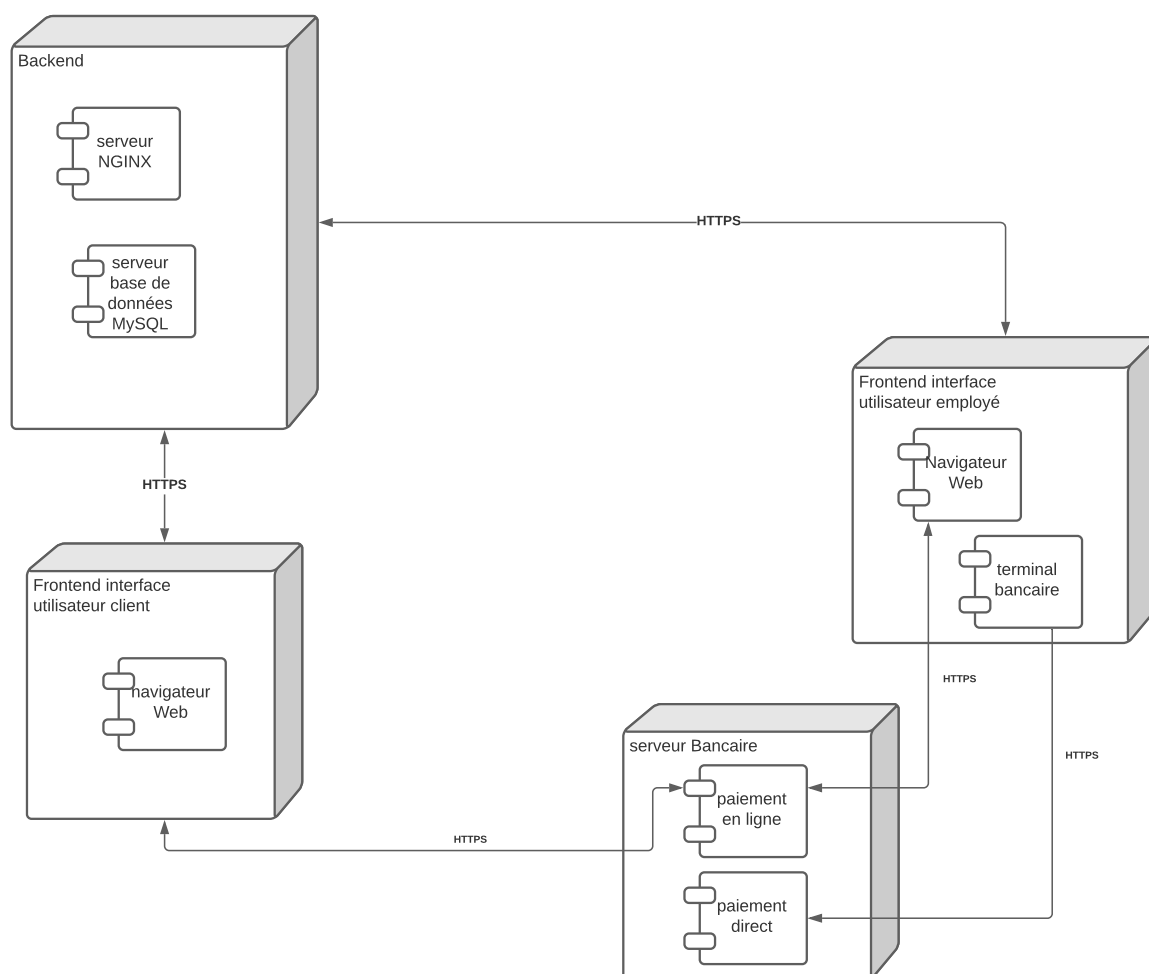 Backend
serveur
NGINX
serveur
base de
données
MySQL
HTTPS
Frontend interface
utilisateur employé
Navigateur
Web
terminal
bancaire
HTTPS
Frontend interface
utilisateur client
navigateur
Web
HTTPS
HTTPS
serveur Bancaire
paiement
en ligne
HTTPS
paiement
direct